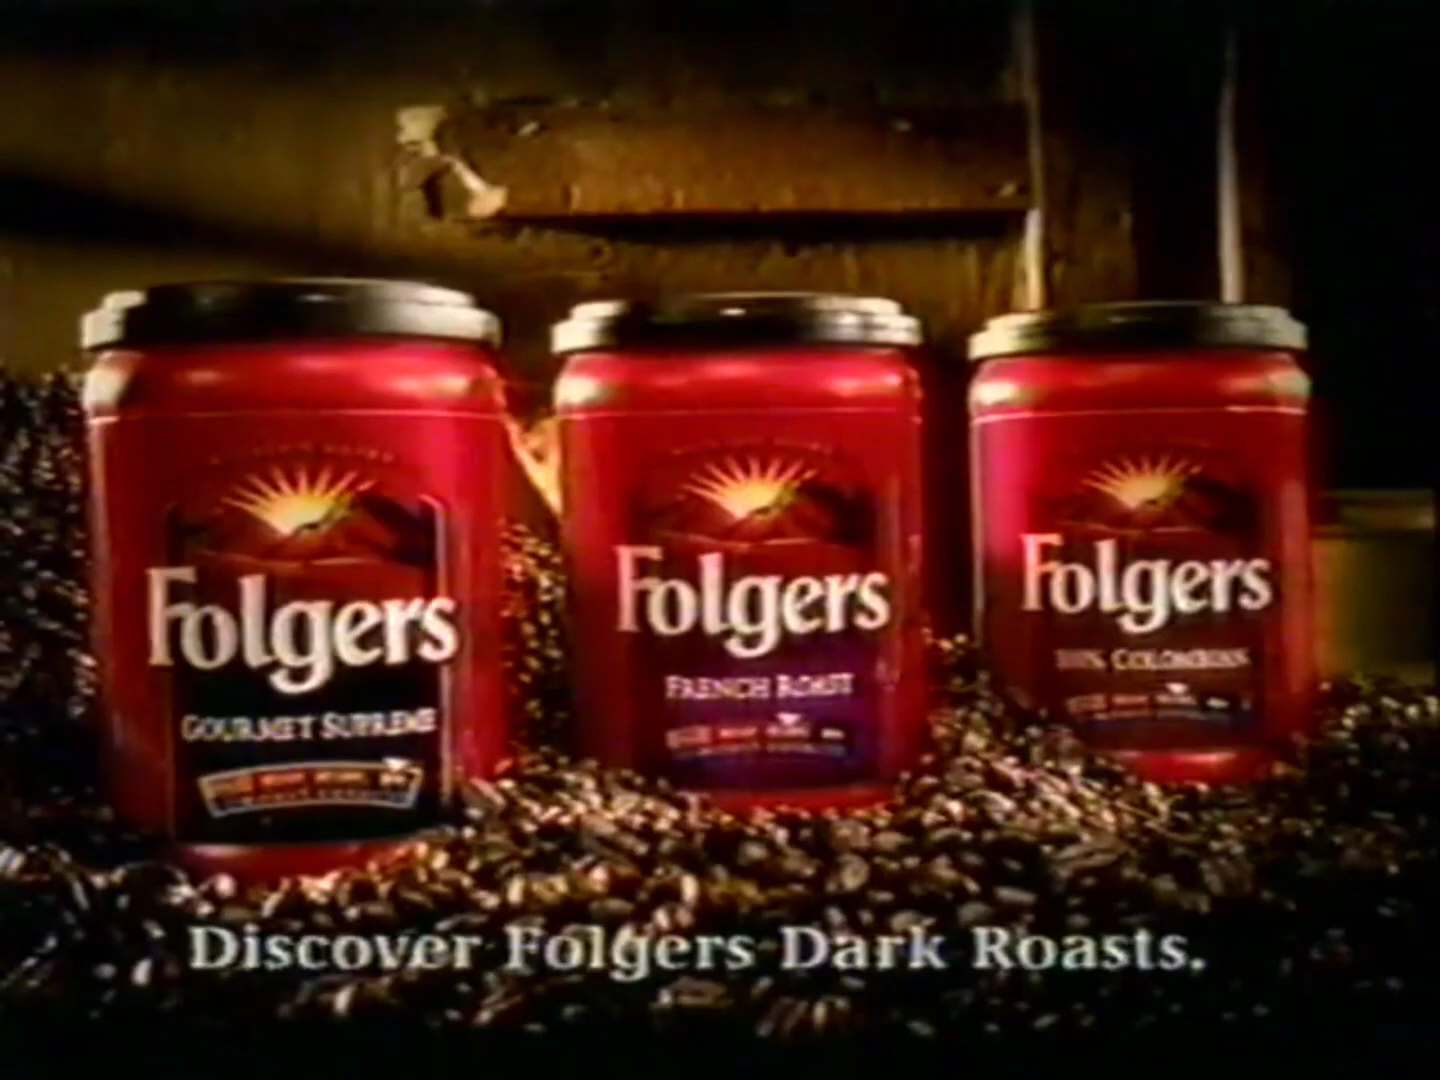 Folgers
GOURMET SUPREME
Folgers
FRENCH ROAST
Folgers
100% COLOMBIAN
Discover Folgers Dark Roasts.